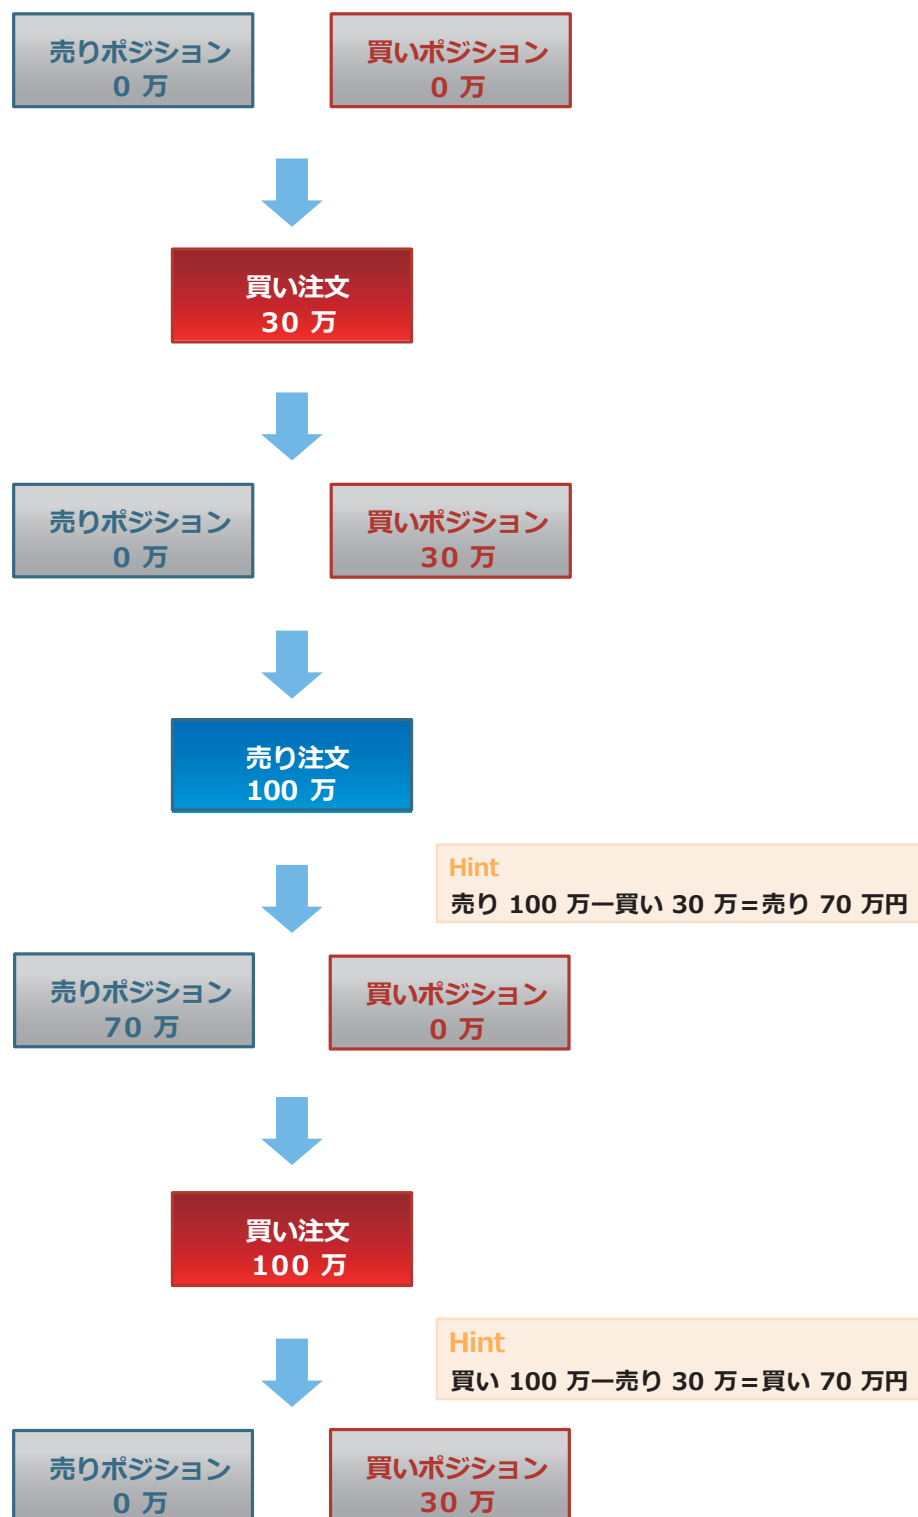 売りポジション
0 万
買いポジション
0 万
買い注文
30 万
売りポジション
0 万
買いポジション
30 万
売り注文
100 万
Hint
売り 100 万ー買い 30 万=売り 70 万円
売りポジション
70 万
買いポジション
0 万
買い注文
100 万
Hint
買い 100 万ー売り 30 万=買い 70 万円
売りポジション
0 万
買いポジション
30 万